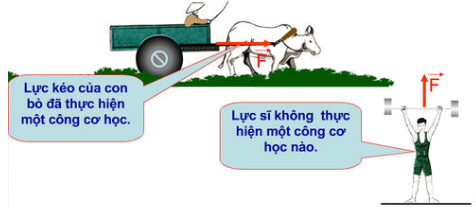 F
Lực kéo của con
bò đã thực hiện
một công cơ học.
F
Lực sĩ không thực
hiện một công cơ
học nào.